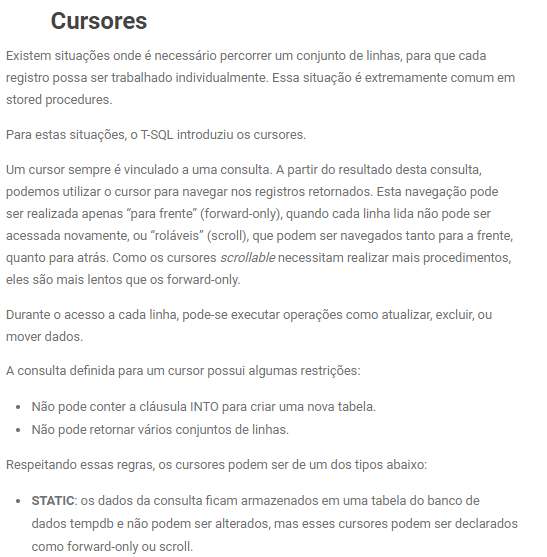 Cursores
Existem situações onde é necessário percorrer um conjunto de linhas, para que cada
registro possa ser trabalhado individualmente. Essa situação é extremamente comum em
stored procedures.
Para estas situações, o T-SQL introduziu os cursores.
Um cursor sempre é vinculado a uma consulta. A partir do resultado desta consulta,
podemos utilizar o cursor para navegar nos registros retornados. Esta navegação pode
ser realizada apenas “para frente” (forward-only), quando cada linha lida não pode ser
acessada novamente, ou “roláveis” (scroll), que podem ser navegados tanto para a frente,
quanto para atrás. Como os cursores scrollable necessitam realizar mais procedimentos,
eles são mais lentos que os forward-only.
Durante o acesso a cada linha, pode-se executar operações como atualizar, excluir, ou
mover dados.
A consulta definida para um cursor possui algumas restrições:
• Não pode conter a cláusula INTO para criar uma nova tabela.
• Não pode retornar vários conjuntos de linhas.
Respeitando essas regras, os cursores podem ser de um dos tipos abaixo:
• STATIC: os dados da consulta ficam armazenados em uma tabela do banco de
dados tempdb e não podem ser alterados, mas esses cursores podem ser declarados
como forward-only ou scroll.